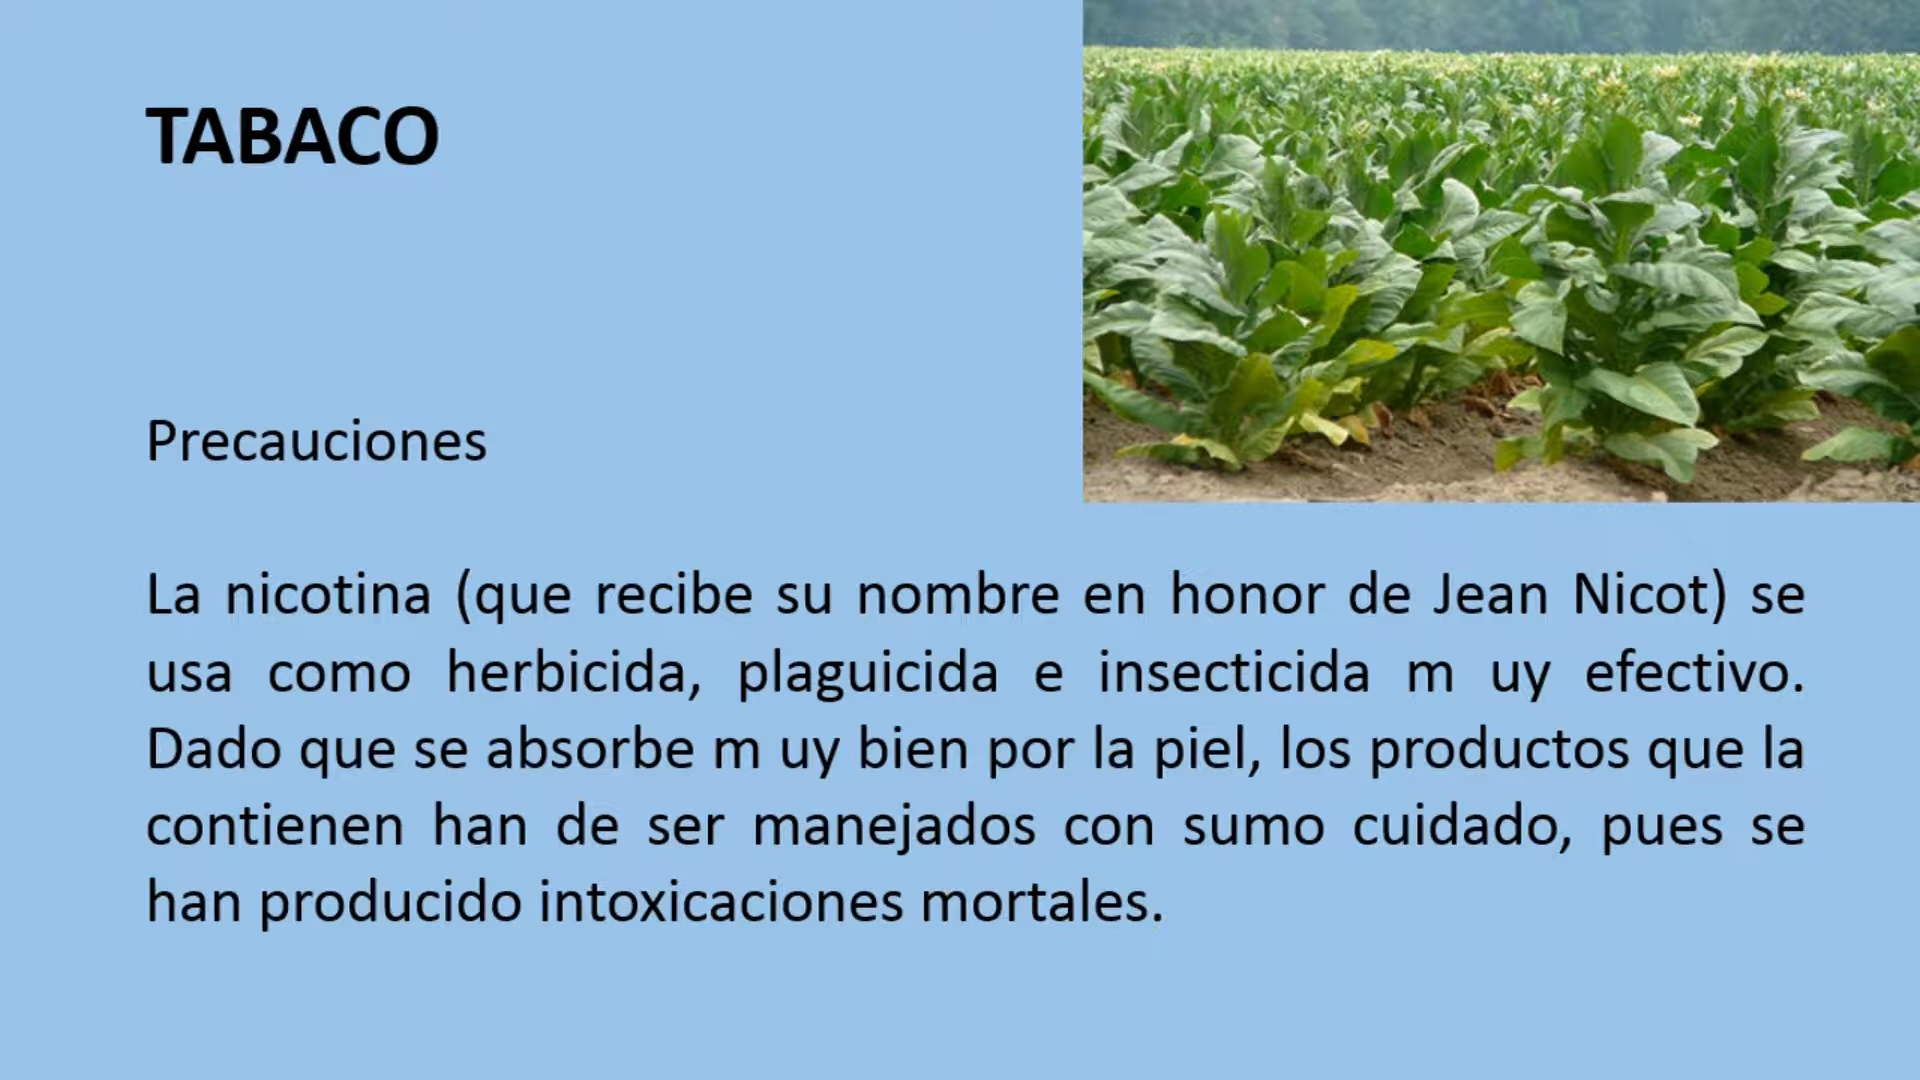 TABACO
Precauciones
La nicotina (que recibe su nombre en honor de Jean Nicot) se
usa como herbicida, plaguicida e insecticida m uy efectivo.
Dado que se absorbe m uy bien por la piel, los productos que la
contienen han de ser manejados con sumo cuidado, pues se
han producido intoxicaciones mortales.